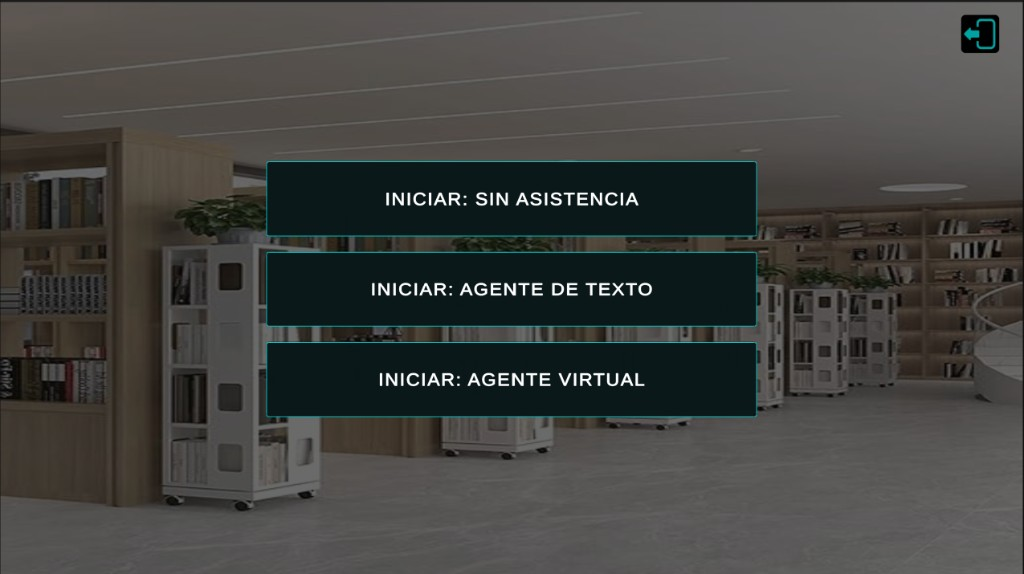 INICIAR: SIN ASISTENCIA
INICIAR: AGENTE DE TEXTO
INICIAR: AGENTE VIRTUAL